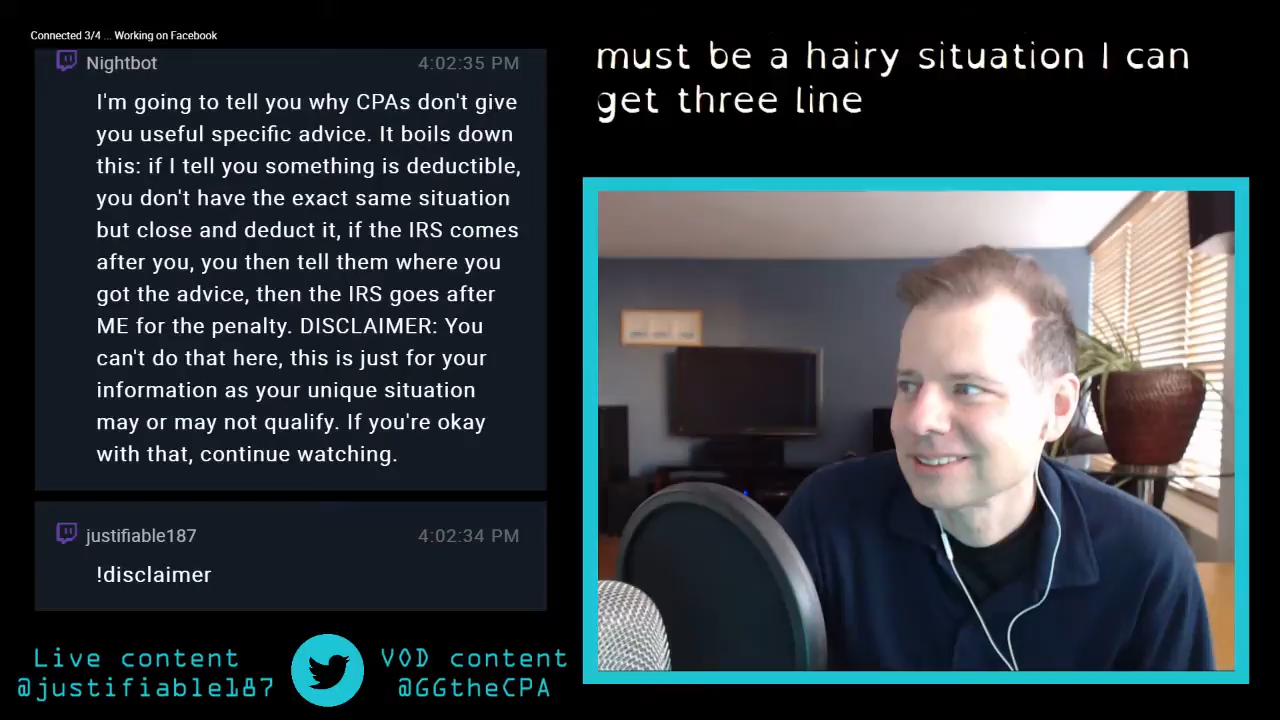 Connected 3/4 ... Working on Facebook
Nightbot 4:02:35 PM
I'm going to tell you why CPAs don't give
you useful specific advice. It boils down
this: if I tell you something is deductible,
you don't have the exact same situation
but close and deduct it, if the IRS comes
after you, you then tell them where you
got the advice, then the IRS goes after
ME for the penalty. DISCLAIMER: You
can't do that here, this is just for your
information as your unique situation
may or may not qualify. If you're okay
with that, continue watching.
justifiable187 4:02:34 PM
!disclaimer
must be a hairy situation I can
get three line
Live content
@justifiable187
VOD content
@GGtheCPA